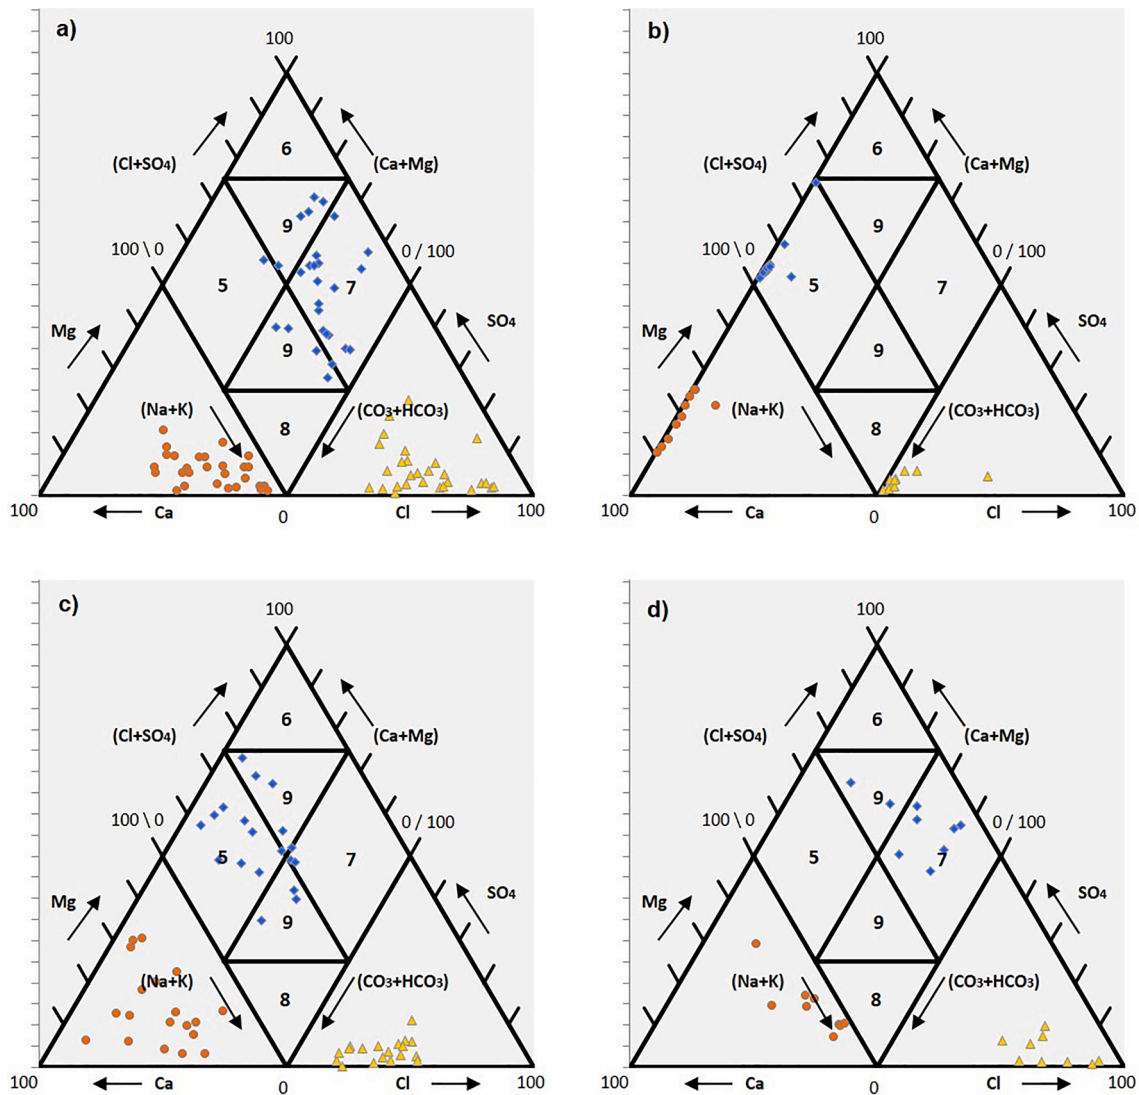 a)
100
6
(Cl+SO₄)
(Ca+Mg)
9
100 \ 0
0 / 100
5
7
Mg
SO₄
9
(Na+K)
(CO₃+HCO₃)
8
100
Ca
0
Cl
100
b)
100
6
(Cl+SO₄)
(Ca+Mg)
9
100 \ 0
0 / 100
5
7
Mg
SO₄
9
(Na+K)
(CO₃+HCO₃)
8
100
Ca
0
Cl
100
c)
100
6
(Cl+SO₄)
(Ca+Mg)
9
100 \ 0
0 / 100
5
7
Mg
SO₄
9
(Na+K)
(CO₃+HCO₃)
8
100
Ca
0
Cl
100
d)
100
6
(Cl+SO₄)
(Ca+Mg)
9
100 \ 0
0 / 100
5
7
Mg
SO₄
9
(Na+K)
(CO₃+HCO₃)
8
100
Ca
0
Cl
100